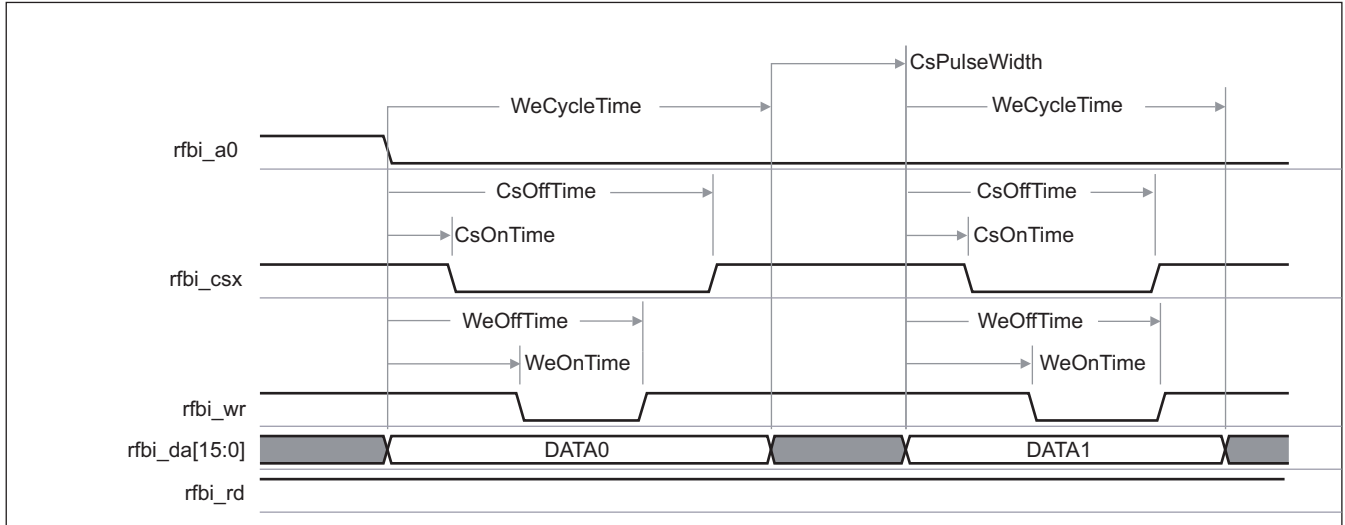 CsPulseWidth
WeCycleTime WeCycleTime
rfbi_a0
CsOffTime CsOffTime
CsOnTime CsOnTime
rfbi_csx
WeOffTime WeOffTime
WeOnTime WeOnTime
rfbi_wr
rfbi_da[15:0] DATA0 DATA1
rfbi_rd